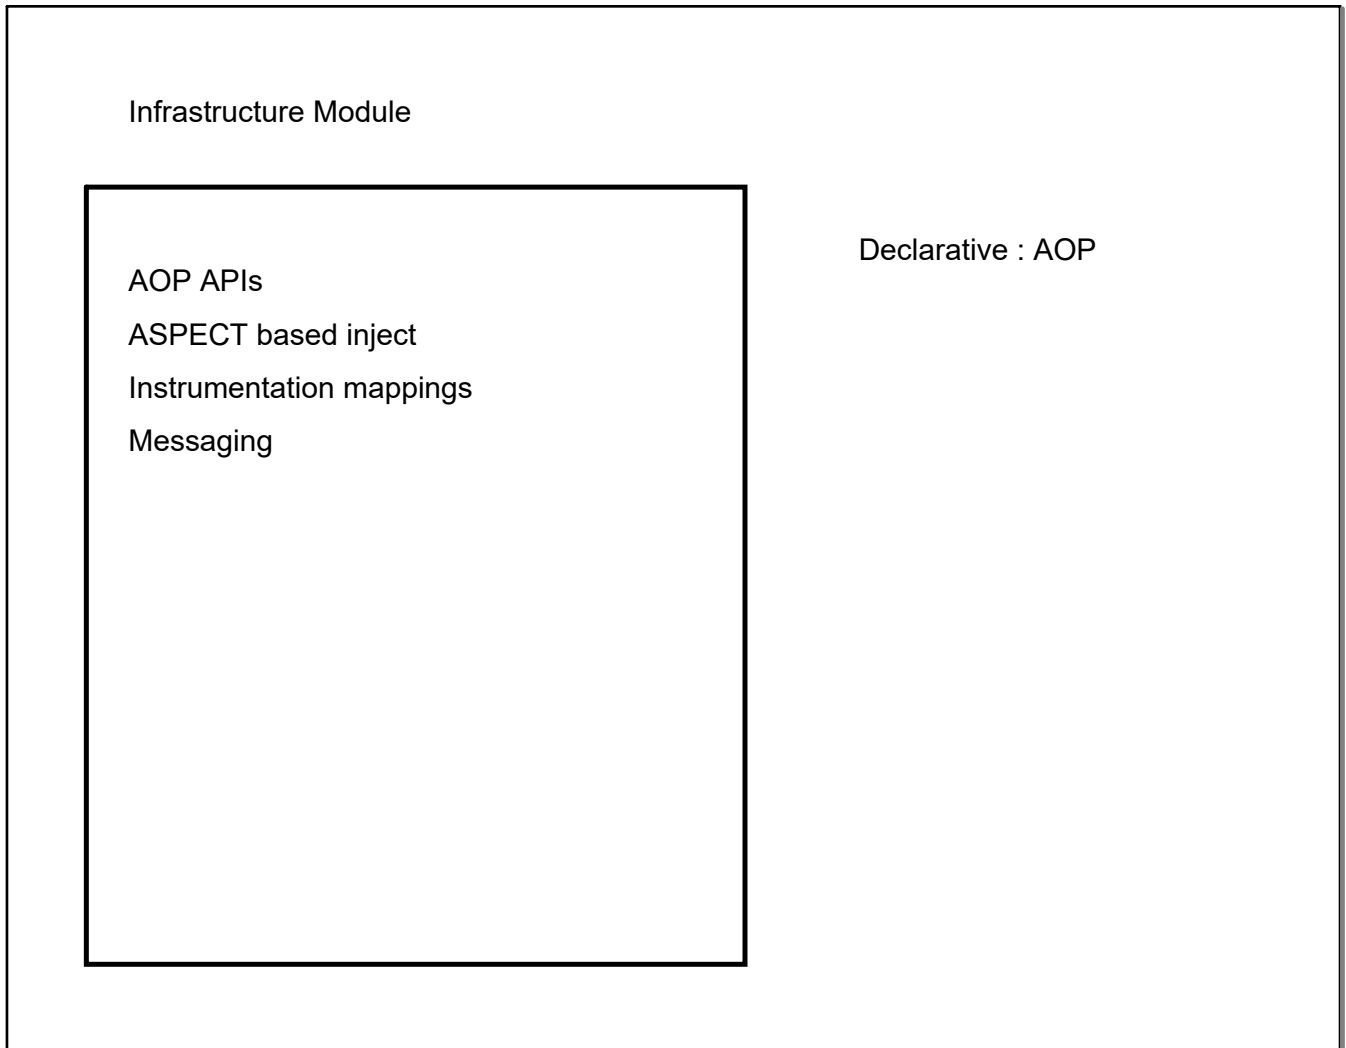 Infrastructure Module
Declarative : AOP
AOP APIs
ASPECT based inject
Instrumentation mappings
Messaging